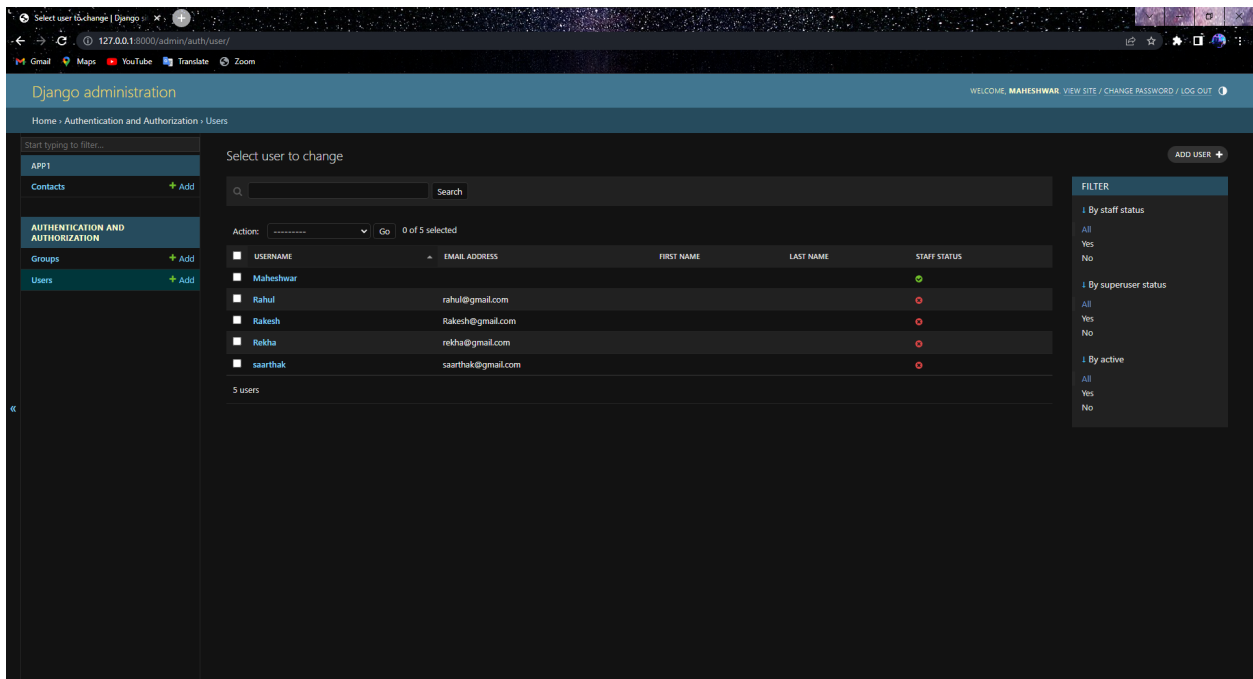 Select user to change | Django s
127.0.0.1:8000/admin/auth/user/
Gmail Maps YouTube Translate Zoom
Django administration
WELCOME, MAHESHWAR. VIEW SITE / CHANGE PASSWORD / LOG OUT
Home › Authentication and Authorization › Users
Start typing to filter...
APP1
Contacts + Add
AUTHENTICATION AND
AUTHORIZATION
Groups + Add
Users + Add
«
Select user to change
ADD USER +
Search
Action: --------- Go 0 of 5 selected
USERNAME EMAIL ADDRESS FIRST NAME LAST NAME STAFF STATUS
Maheshwar
Rahul rahul@gmail.com
Rakesh Rakesh@gmail.com
Rekha rekha@gmail.com
saarthak saarthak@gmail.com
5 users
FILTER
↓ By staff status
All
Yes
No
↓ By superuser status
All
Yes
No
↓ By active
All
Yes
No